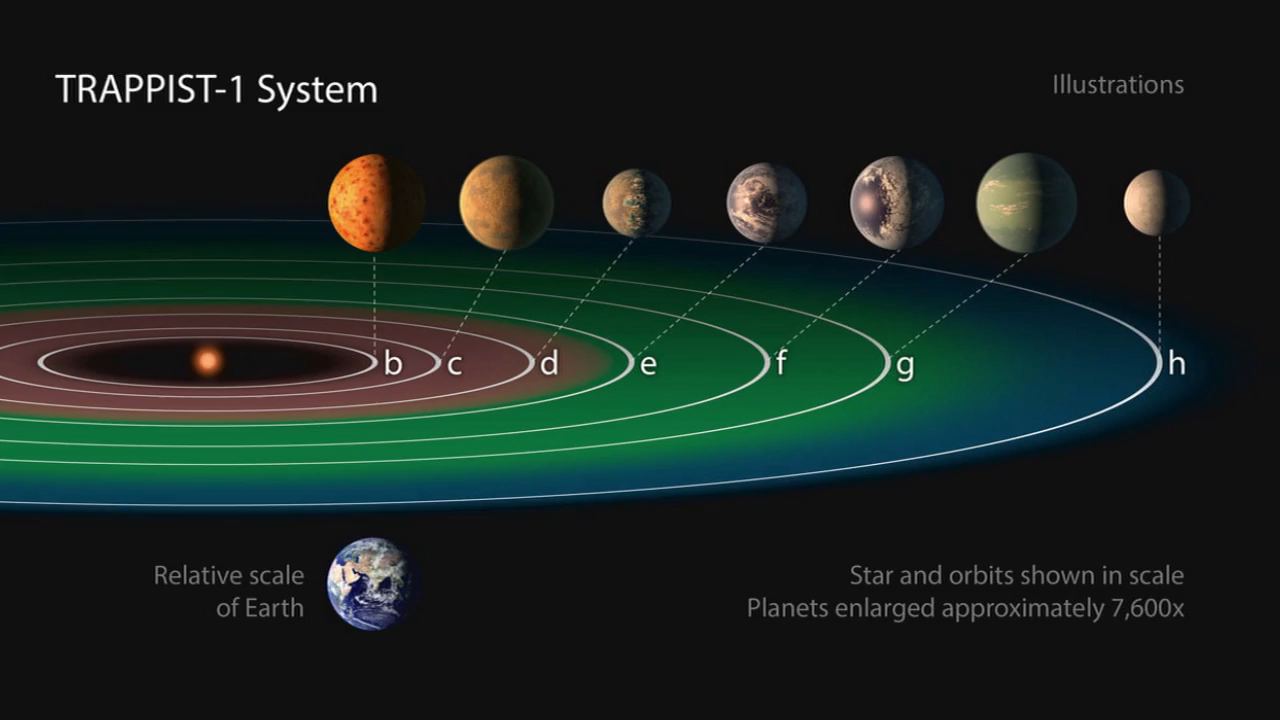 TRAPPIST-1 System
Illustrations
b
c
d
e
f
g
h
Relative scale
of Earth
Star and orbits shown in scale
Planets enlarged approximately 7,600x